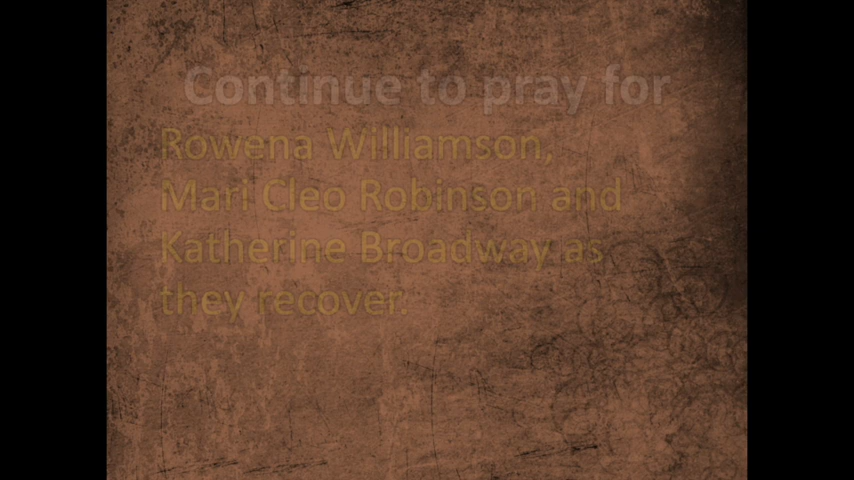 Continue to pray for
Rowena Williamson,
Mari Cleo Robinson and
Katherine Broadway as
they recover.